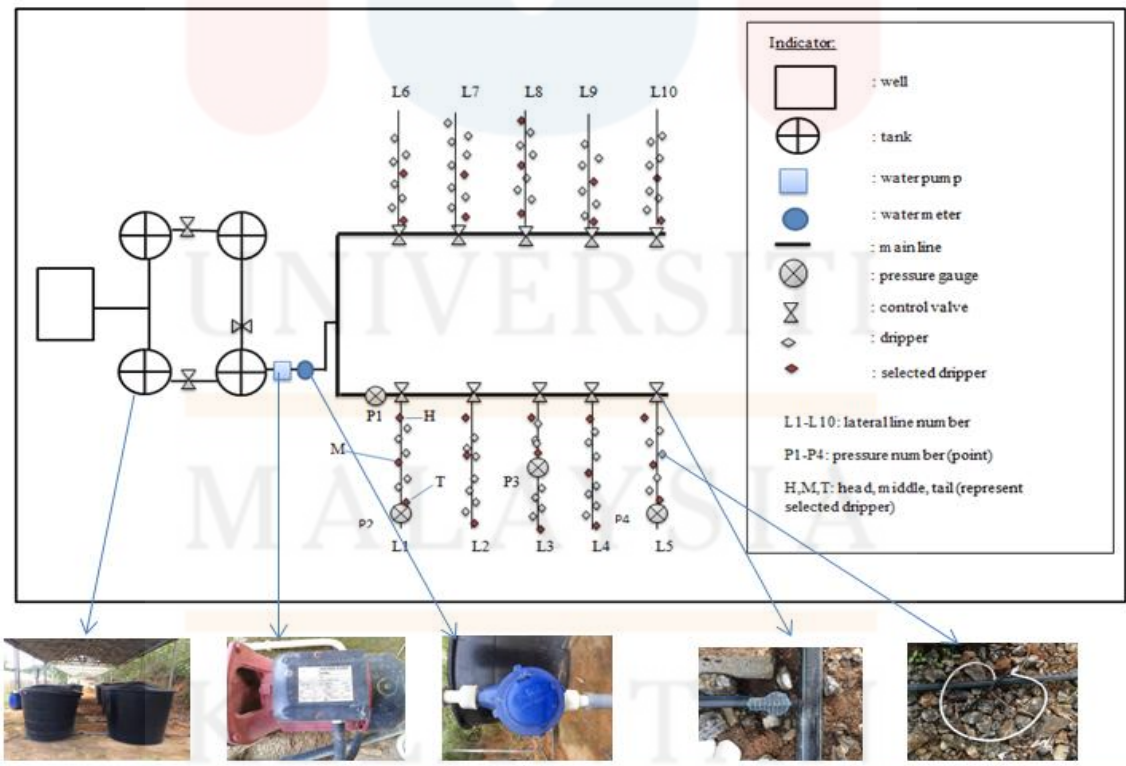 Indicator:
: well
: tank
: water pump
: water meter
: main line
: pressure gauge
: control valve
: dripper
: selected dripper
L1-L10: lateral line number
P1-P4: pressure number (point)
H,M,T: head, middle, tail (represent
selected dripper)
L6 L7 L8 L9 L10
P1 H
M
T
P3
P2 P4
L1 L2 L3 L4 L5
UNIVERSITI
MALAYSIA
KELANTAN